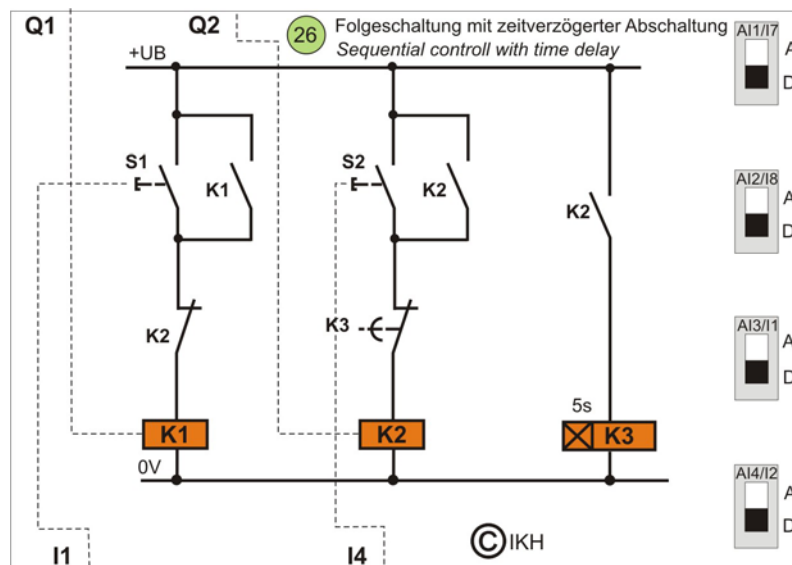 Q1
Q2
26
Folgeschaltung mit zeitverzögerter Abschaltung
Sequential controll with time delay
+UB
S1
K1
S2
K2
K2
K2
K3
5s
K1
K2
K3
0V
I1
I4
C IKH
AI1/I7
A
D
AI2/I8
A
D
AI3/I1
A
D
AI4/I2
A
D